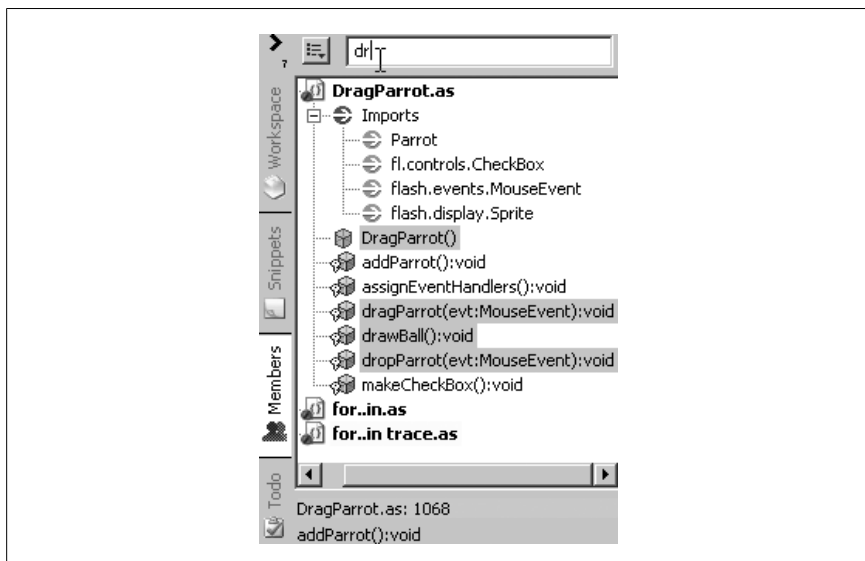 7
dr
Workspace
Snippets
Members
Todo
DragParrot.as
Imports
Parrot
fl.controls.CheckBox
flash.events.MouseEvent
flash.display.Sprite
DragParrot()
addParrot():void
assignEventHandlers():void
dragParrot(evt:MouseEvent):void
drawBall():void
dropParrot(evt:MouseEvent):void
makeCheckBox():void
for..in.as
for..in trace.as
DragParrot.as: 1068
addParrot():void